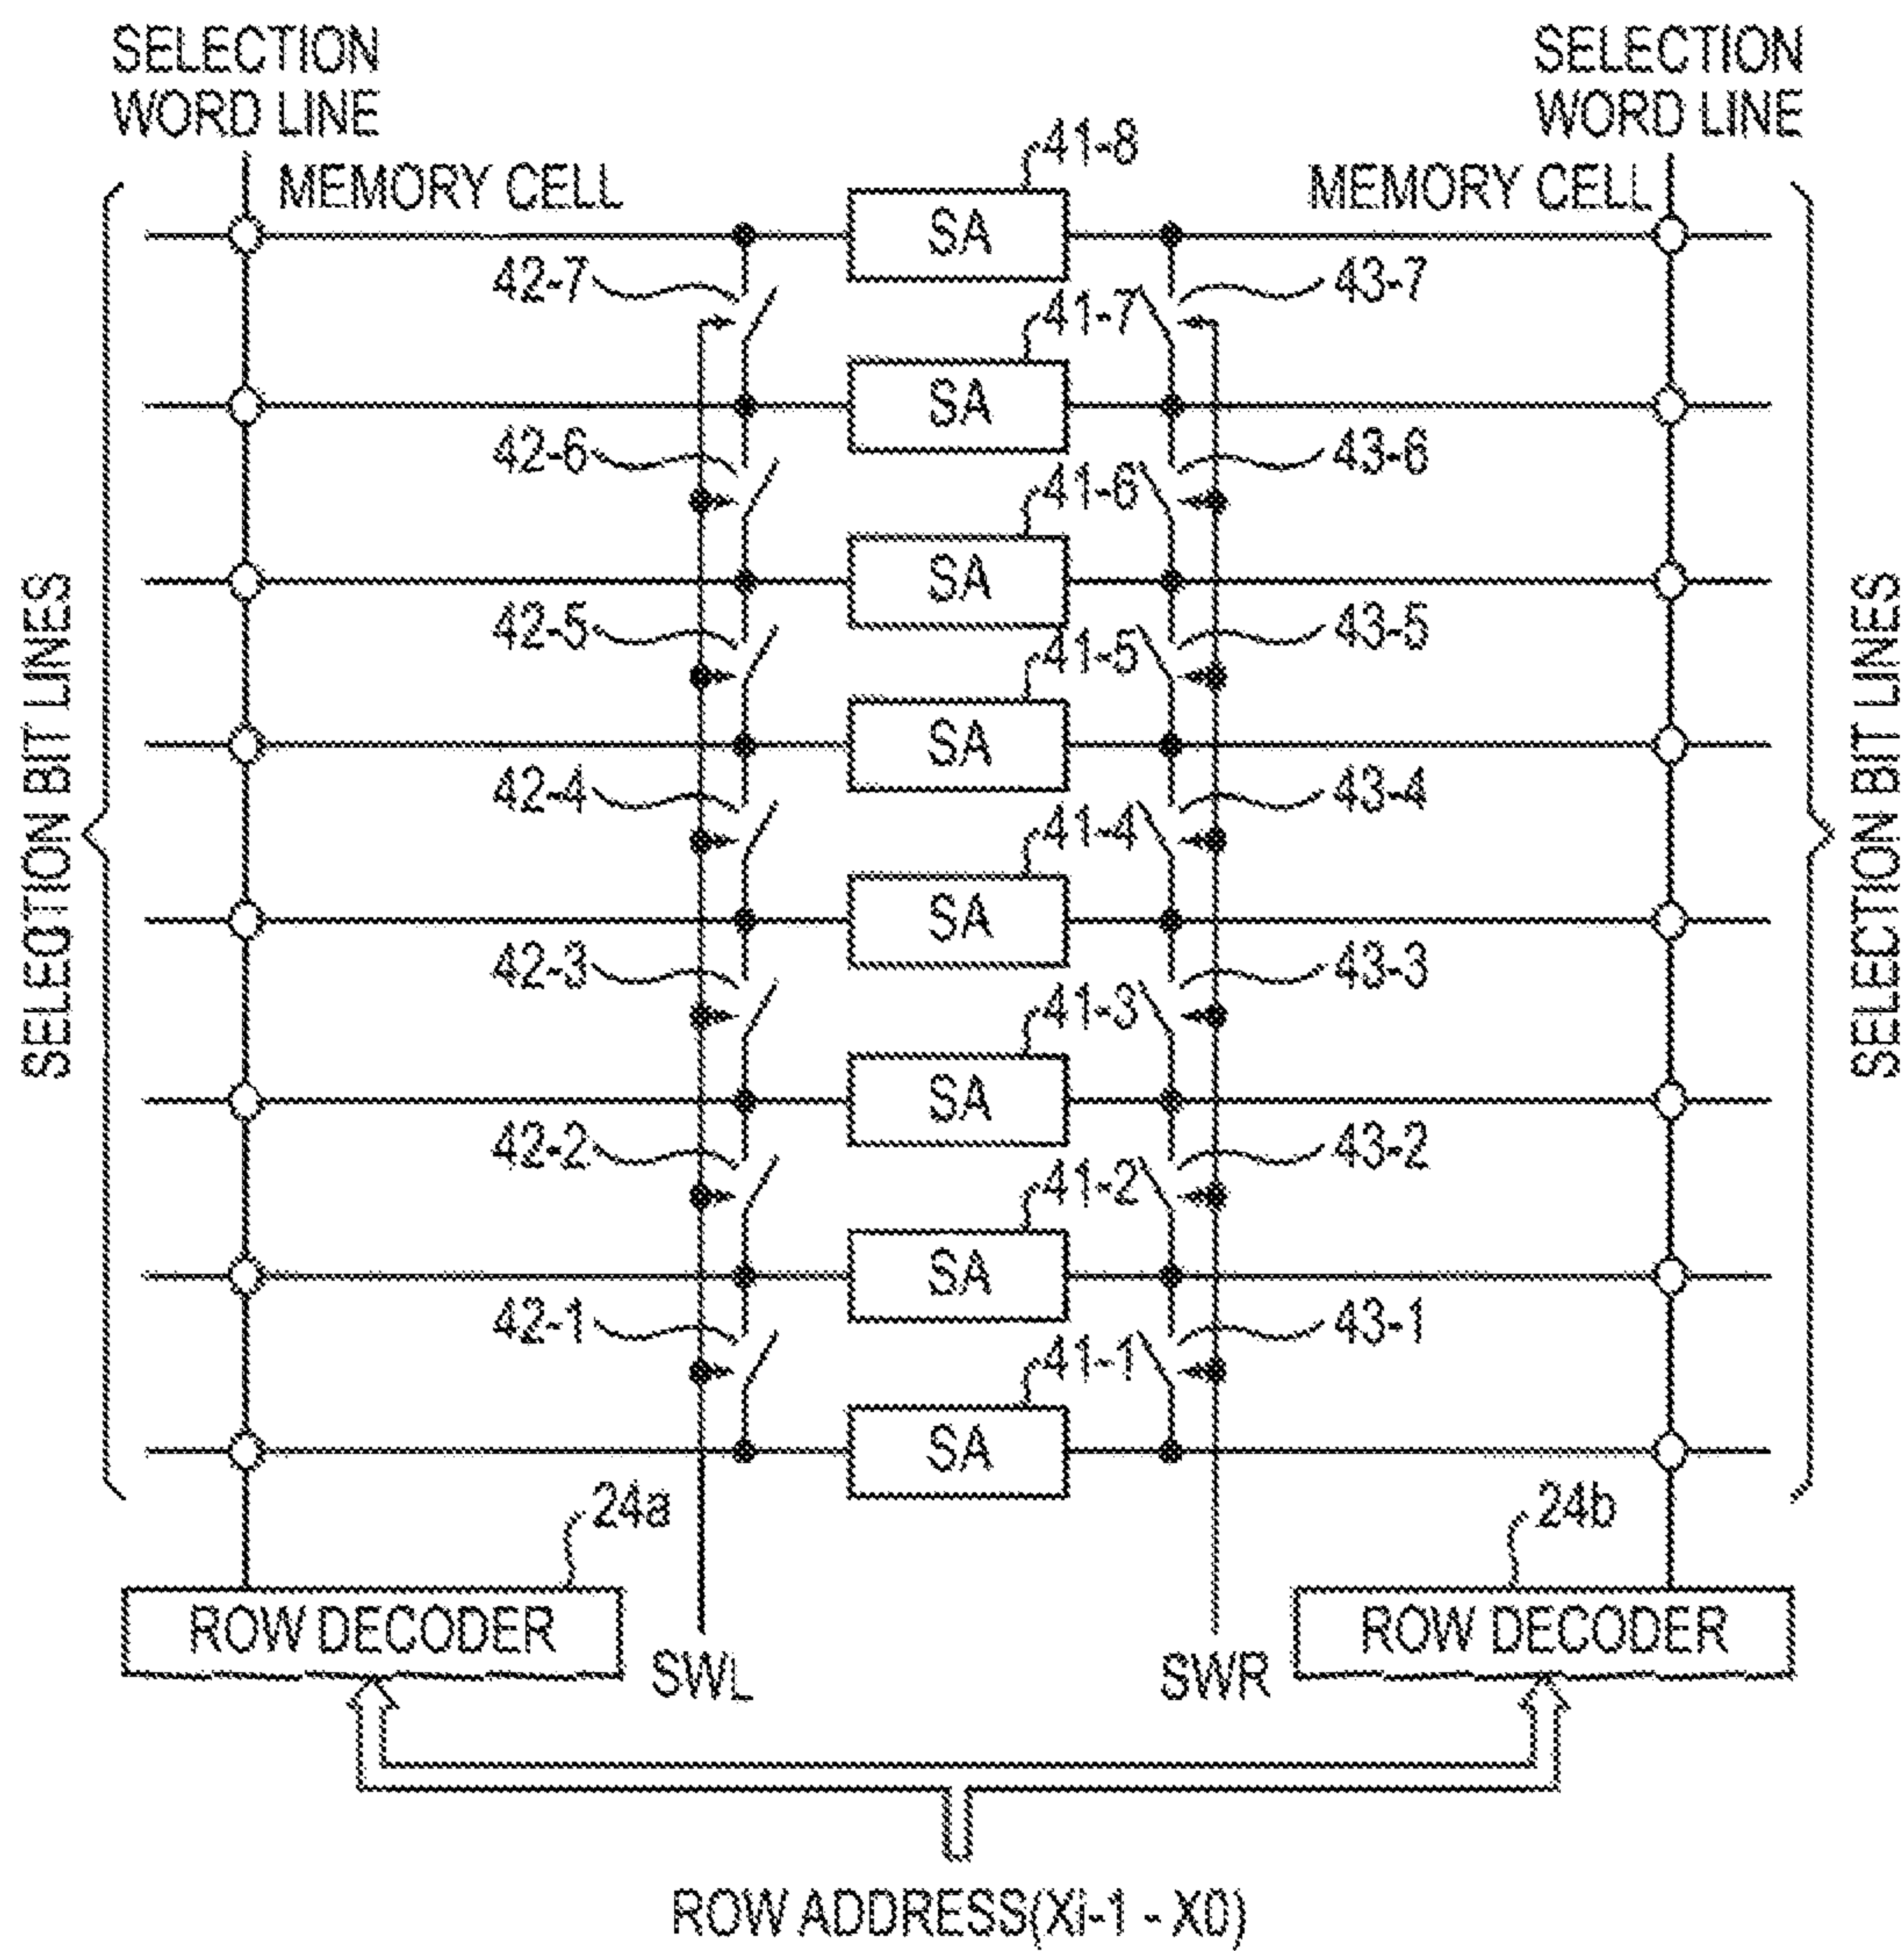 SELECTION
WORD LINE
SELECTION
WORD LINE
MEMORY CELL
41-8
MEMORY CELL
SA
42-7
43-7
41-7
SA
42-6
43-6
41-6
SA
42-5
43-5
41-5
SA
42-4
43-4
41-4
SA
42-3
43-3
41-3
SA
42-2
43-2
41-2
SA
42-1
43-1
41-1
SA
SELECTION BIT LINES
SELECTION BIT LINES
24a
24b
ROW DECODER
ROW DECODER
SWL
SWR
ROW ADDRESS(Xi-1 - X0)